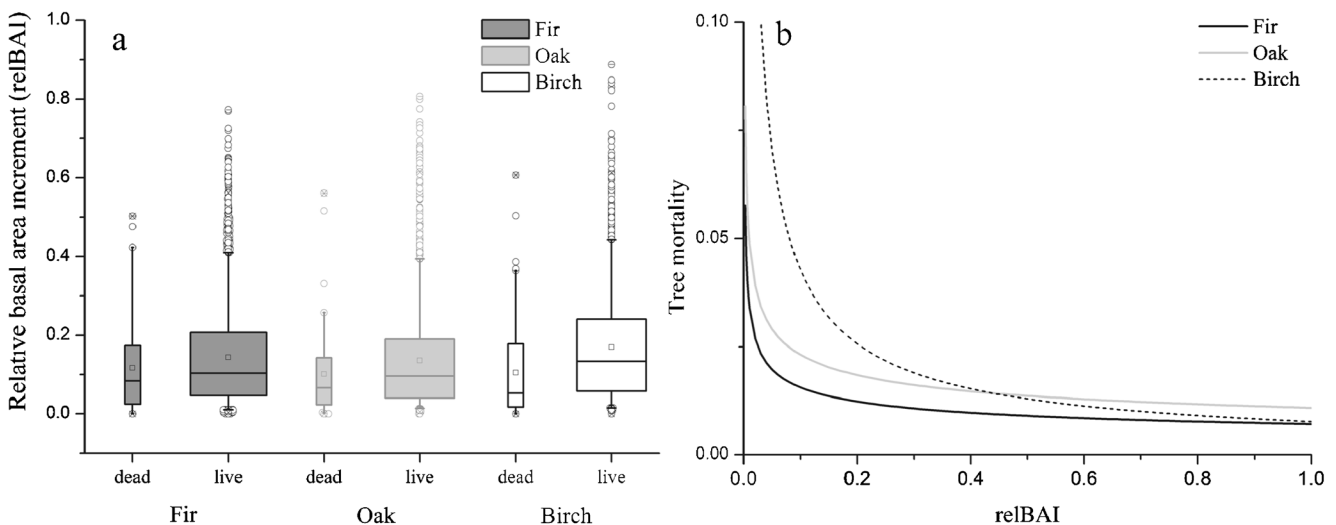 a
Relative basal area increment (relBAI)
1.0
0.8
0.6
0.4
0.2
0.0
Fir
Oak
Birch
dead
live
dead
live
dead
live
Fir
Oak
Birch
b
Tree mortality
0.10
0.05
0.00
Fir
Oak
Birch
0.0
0.2
0.4
0.6
0.8
1.0
relBAI